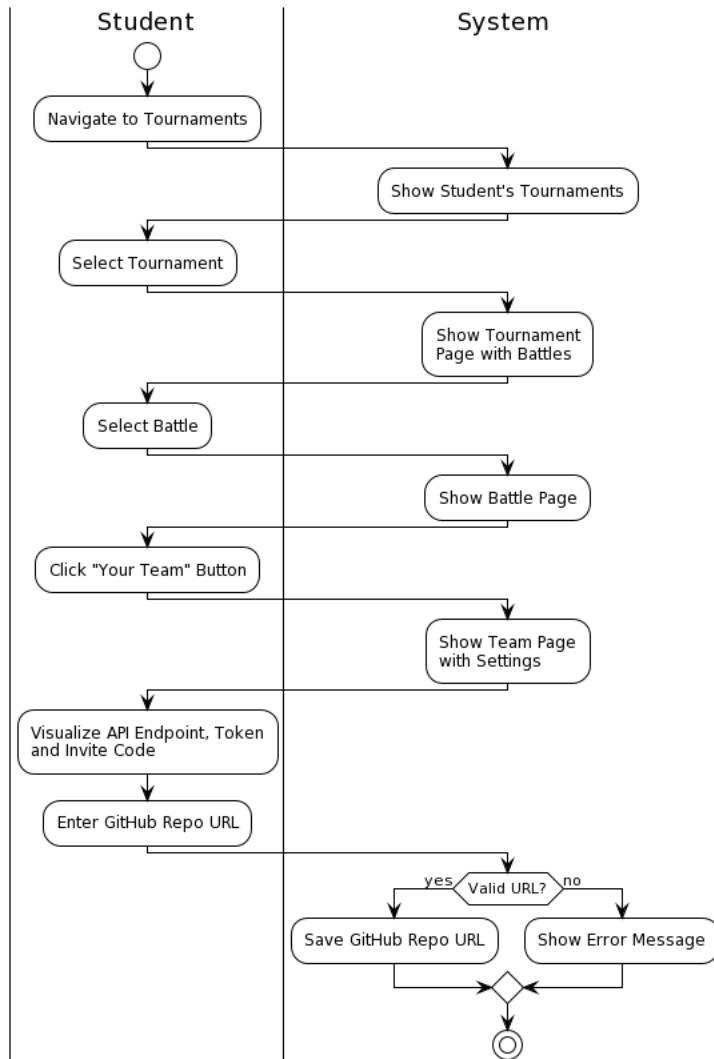 Student
System
Navigate to Tournaments
Show Student's Tournaments
Select Tournament
Show Tournament
Page with Battles
Select Battle
Show Battle Page
Click "Your Team" Button
Show Team Page
with Settings
Visualize API Endpoint, Token
and Invite Code
Enter GitHub Repo URL
yes
Valid URL?
no
Save GitHub Repo URL
Show Error Message